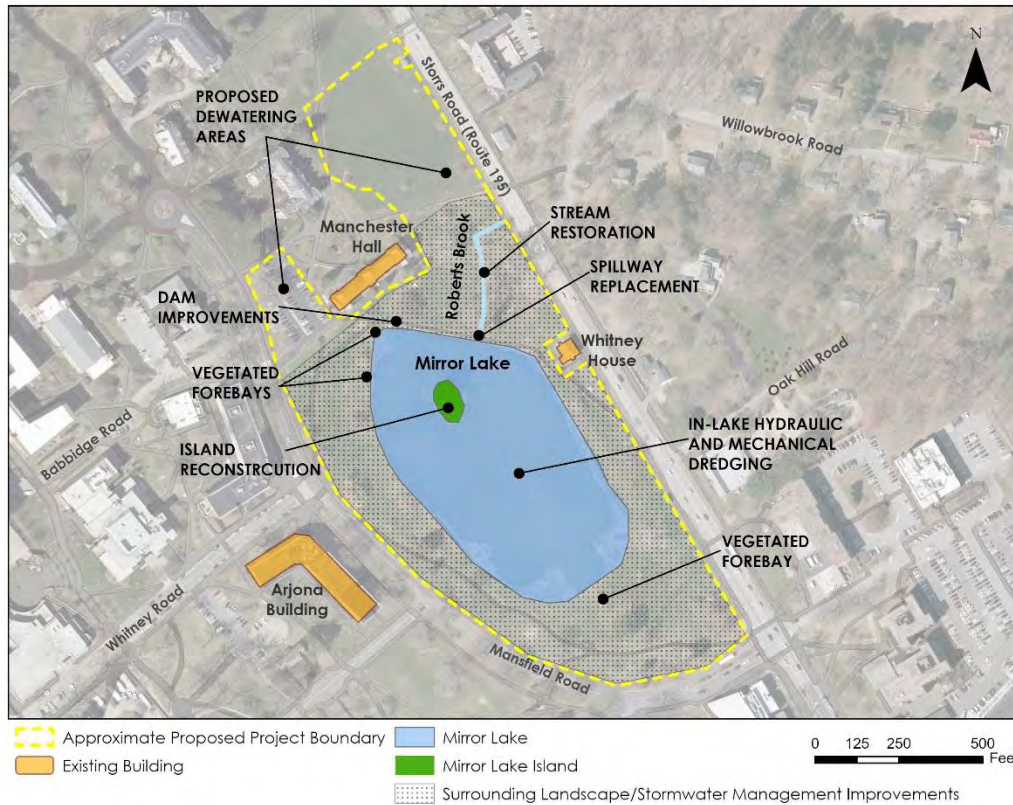 N
PROPOSED
DEWATERING
AREAS
Storrs Road (Route 195)
Willowbrook Road
Manchester
Hall
Roberts Brook
STREAM
RESTORATION
SPILLWAY
REPLACEMENT
DAM
IMPROVEMENTS
Whitney
House
Mirror Lake
VEGETATED
FOREBAYS
Oak Hill Road
ISLAND
RECONSTRCUTION
IN-LAKE HYDRAULIC
AND MECHANICAL
DREDGING
Babbidge Road
VEGETATED
FOREBAY
Arjona
Building
Whitney Road
Mansfield Road
Approximate Proposed Project Boundary
Existing Building
Mirror Lake
Mirror Lake Island
Surrounding Landscape/Stormwater Management Improvements
0 125 250 500
Fee